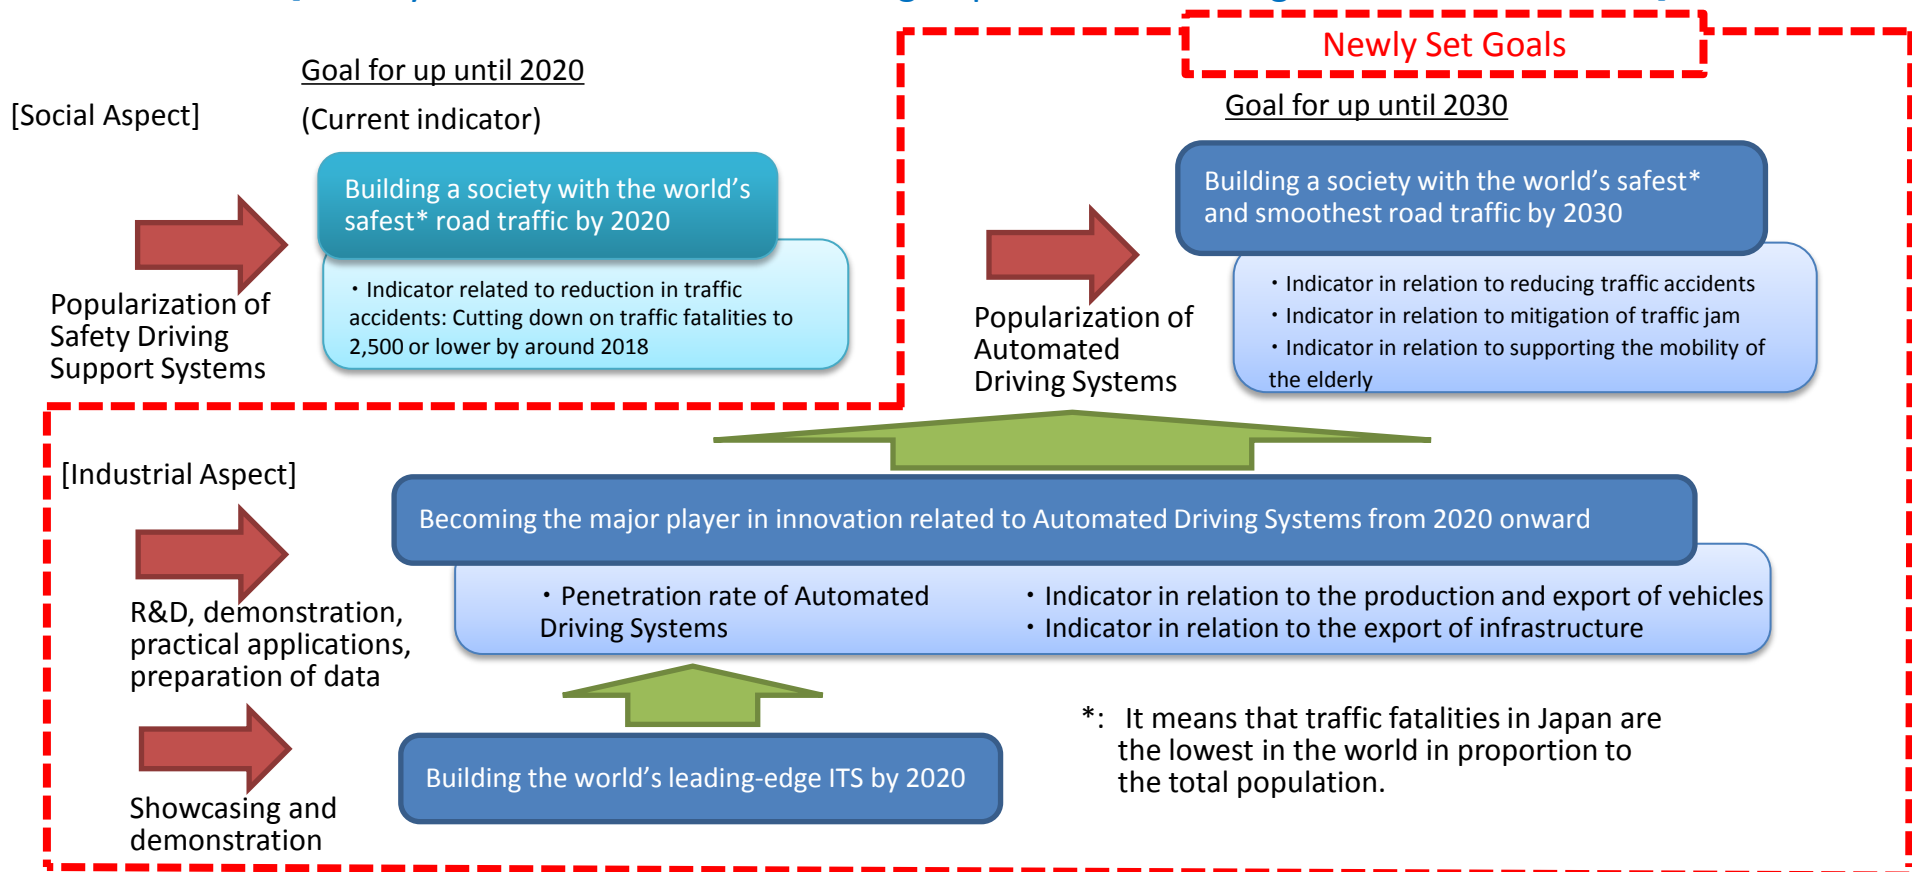 Newly Set Goals
Goal for up until 2020
(Current indicator)
[Social Aspect]
Goal for up until 2030
Building a society with the world’s
safest* road traffic by 2020
・Indicator related to reduction in traffic
accidents: Cutting down on traffic fatalities to
2,500 or lower by around 2018
Popularization of
Safety Driving
Support Systems
Building a society with the world’s safest*
and smoothest road traffic by 2030
・Indicator in relation to reducing traffic accidents
・Indicator in relation to mitigation of traffic jam
・Indicator in relation to supporting the mobility of
the elderly
Popularization of
Automated
Driving Systems
[Industrial Aspect]
Becoming the major player in innovation related to Automated Driving Systems from 2020 onward
・Penetration rate of Automated
Driving Systems
・Indicator in relation to the production and export of vehicles
・Indicator in relation to the export of infrastructure
R&D, demonstration,
practical applications,
preparation of data
Building the world’s leading-edge ITS by 2020
Showcasing and
demonstration
*: It means that traffic fatalities in Japan are
the lowest in the world in proportion to
the total population.